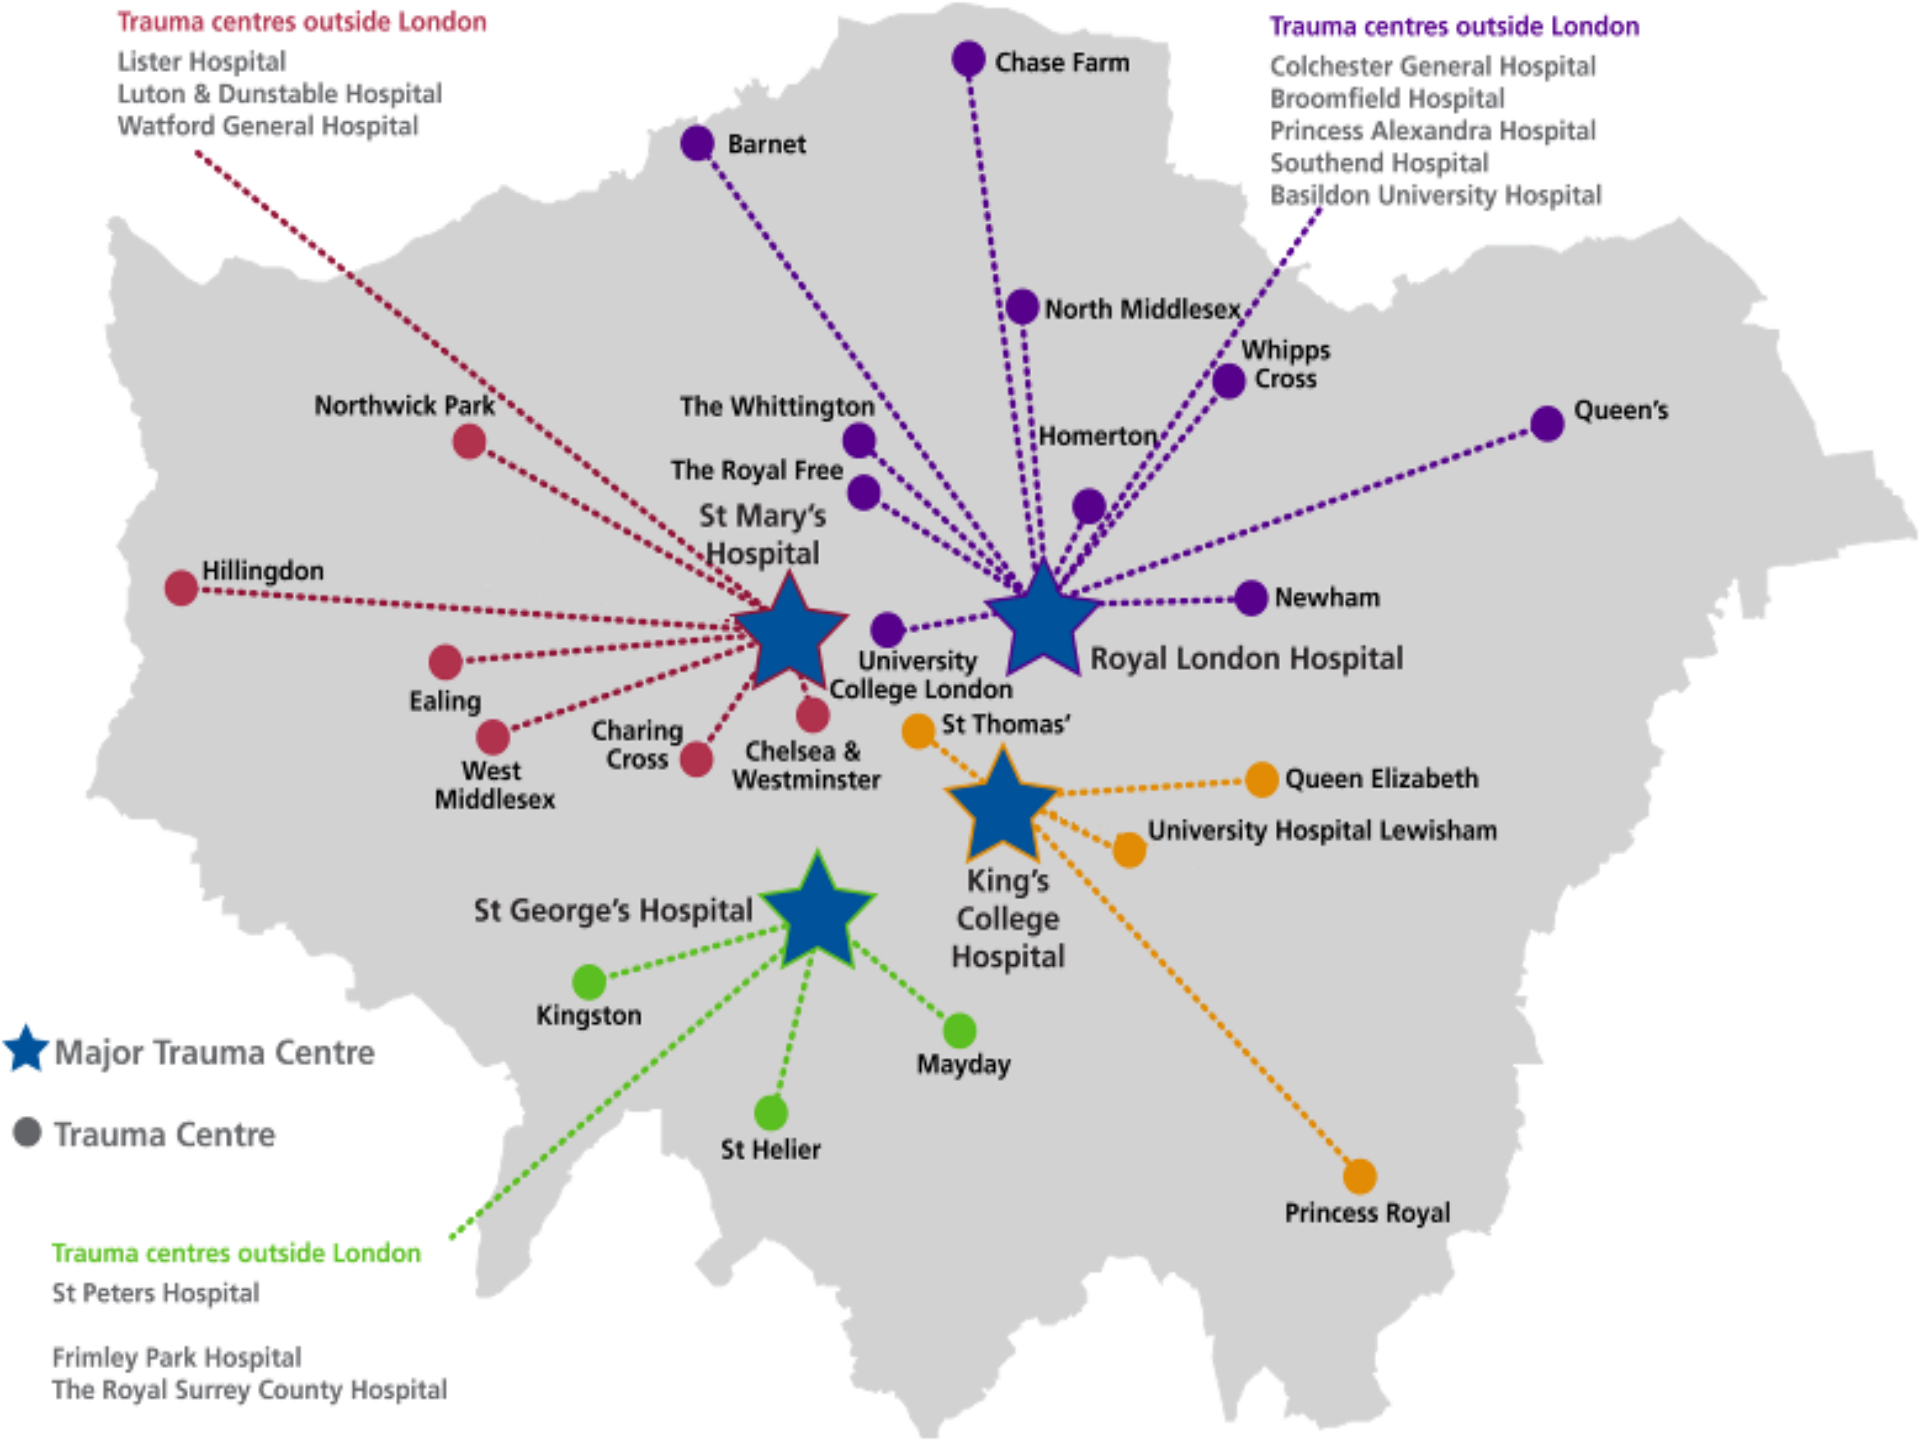 Trauma centres outside London
Lister Hospital
Luton & Dunstable Hospital
Watford General Hospital
Trauma centres outside London
Colchester General Hospital
Broomfield Hospital
Princess Alexandra Hospital
Southend Hospital
Basildon University Hospital
Chase Farm
Barnet
North Middlesex
Whipps
Cross
Northwick Park
The Whittington
Homerton
Queen's
The Royal Free
St Mary's
Hospital
Hillingdon
Newham
Ealing
University
College London
Royal London Hospital
West
Middlesex
Charing
Cross
Chelsea &
Westminster
St Thomas'
Queen Elizabeth
University Hospital Lewisham
King's
College
Hospital
St George's Hospital
Kingston
Mayday
St Helier
Princess Royal
Major Trauma Centre
Trauma Centre
Trauma centres outside London
St Peters Hospital
Frimley Park Hospital
The Royal Surrey County Hospital